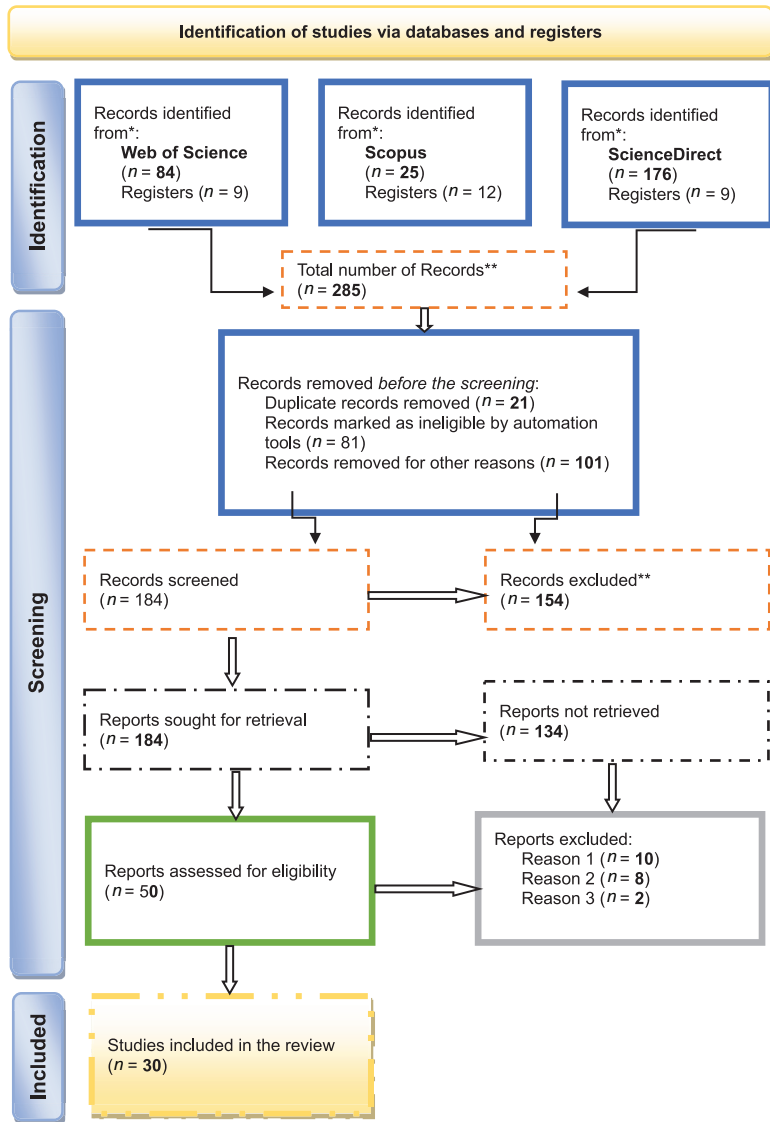 Identification of studies via databases and registers
Identification
Records identified
from*:
Web of Science
(n = 84)
Registers (n = 9)
Records identified
from*:
Scopus
(n = 25)
Registers (n = 12)
Records identified
from*:
ScienceDirect
(n = 176)
Registers (n = 9)
Total number of Records**
(n = 285)
Screening
Records removed before the screening:
Duplicate records removed (n = 21)
Records marked as ineligible by automation
tools (n = 81)
Records removed for other reasons (n = 101)
Records screened
(n = 184)
Records excluded**
(n = 154)
Reports sought for retrieval
(n = 184)
Reports not retrieved
(n = 134)
Reports assessed for eligibility
(n = 50)
Reports excluded:
Reason 1 (n = 10)
Reason 2 (n = 8)
Reason 3 (n = 2)
Included
Studies included in the review
(n = 30)